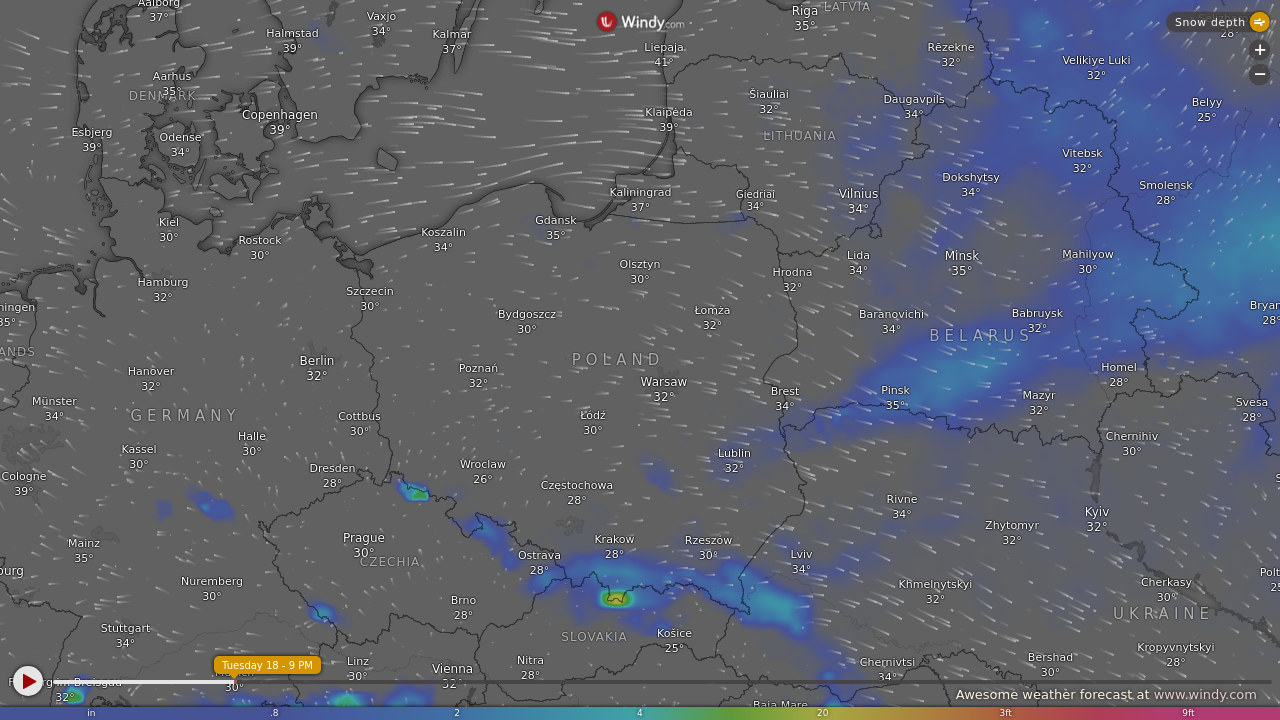 Aalborg
37°
Vaxjo
34°
Halmstad
39°
Kalmar
37°
Windy.com
Liepaja
41°
Riga
35°
LATVIA
Rēzekne
32°
Snow depth
28°
+
−
Velikiye Luki
32°
Aarhus
35°
DENMARK
Copenhagen
39°
Klaipėda
39°
Šiauliai
32°
Daugavpils
34°
Belyy
25°
Esbjerg
39°
Odense
34°
LITHUANIA
Vitebsk
32°
Kaliningrad
37°
Giedriai
34°
Vilnius
34°
Dokshytsy
34°
Smolensk
28°
Kiel
30°
Rostock
30°
Koszalin
34°
Gdansk
35°
Olsztyn
30°
Hrodna
32°
Lida
34°
Minsk
35°
Mahilyow
30°
Hamburg
32°
Szczecin
30°
ningen
35°
Bydgoszcz
30°
Łomża
32°
Baranovichi
34°
Babruysk
32°
Bryan
28°
BELARUS
ANDS
Hanover
32°
Berlin
32°
Poznań
32°
POLAND
Warsaw
32°
Brest
34°
Pinsk
35°
Homel
28°
Mazyr
32°
Svesa
28°
Münster
34°
GERMANY
Cottbus
30°
Łódź
30°
Kassel
30°
Halle
30°
Chernihiv
30°
Cologne
39°
Dresden
28°
Wroclaw
26°
Częstochowa
28°
Lublin
32°
Rivne
34°
Zhytomyr
32°
Kyiv
32°
S
Mainz
35°
Prague
30°
CZECHIA
Ostrava
28°
Krakow
28°
Rzeszow
30°
Lviv
34°
ourg
Nuremberg
30°
Brno
28°
Khmelnytskyi
32°
Cherkasy
30°
Polt
25
UKRAINE
Stuttgart
34°
SLOVAKIA
Košice
25°
Linz
30°
Vienna
32°
Nitra
28°
Chernivtsi
34°
Bershad
30°
Kropyvnytskyi
28°
Tuesday 18 - 9 PM
32°
30°
Awesome weather forecast at www.windy.com
Baia Mare
in .8 2 4 20 3ft 9ft